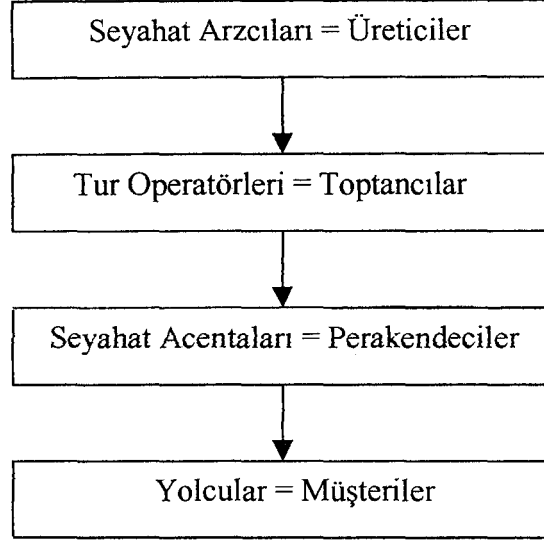 Seyahat Arzcıları = Üreticiler
Tur Operatörleri = Toptancılar
Seyahat Acentaları = Perakendeciler
Yolcular = Müşteriler